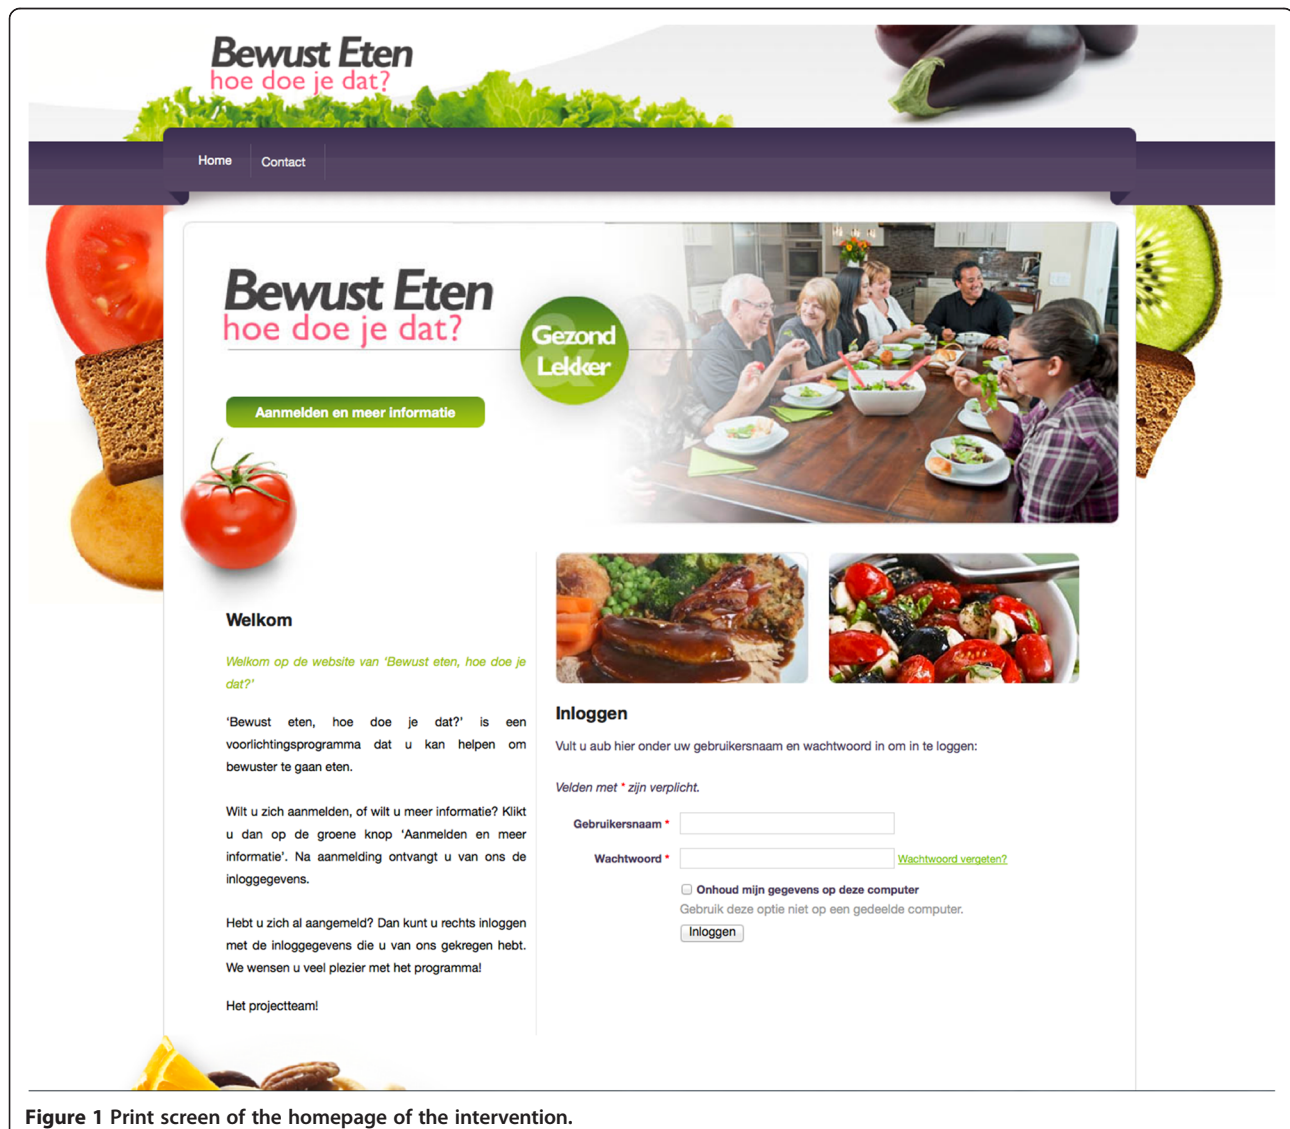 Bewust Eten
hoe doe je dat?
Home
Contact
Bewust Eten
hoe doe je dat?
&
Gezond
Lekker
Aanmelden en meer informatie
Welkom
Welkom op de website van ‘Bewust eten, hoe doe je
dat?’
‘Bewust eten, hoe doe je dat?’ is een
voorlichtingsprogramma dat u kan helpen om
bewuster te gaan eten.
Wilt u zich aanmelden, of wilt u meer informatie? Klikt
u dan op de groene knop ‘Aanmelden en meer
informatie’. Na aanmelding ontvangt u van ons de
inloggegevens.
Hebt u zich al aangemeld? Dan kunt u rechts inloggen
met de inloggegevens die u van ons gekregen hebt.
We wensen u veel plezier met het programma!
Het projectteam!
Inloggen
Vult u aub hier onder uw gebruikersnaam en wachtwoord in om in te loggen:
Velden met * zijn verplicht.
Gebruikersnaam *
Wachtwoord * Wachtwoord vergeten?
Onhoud mijn gegevens op deze computer
Gebruik deze optie niet op een gedeelde computer.
Inloggen
Figure 1 Print screen of the homepage of the intervention.